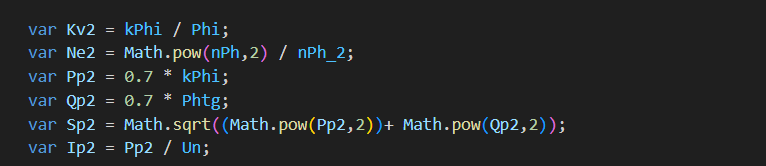 var Kv2 = kPhi / Phi;
var Ne2 = Math.pow(nPh,2) / nPh_2;
var Pp2 = 0.7 * kPhi;
var Qp2 = 0.7 * Phtg;
var Sp2 = Math.sqrt((Math.pow(Pp2,2))+ Math.pow(Qp2,2));
var Ip2 = Pp2 / Un;